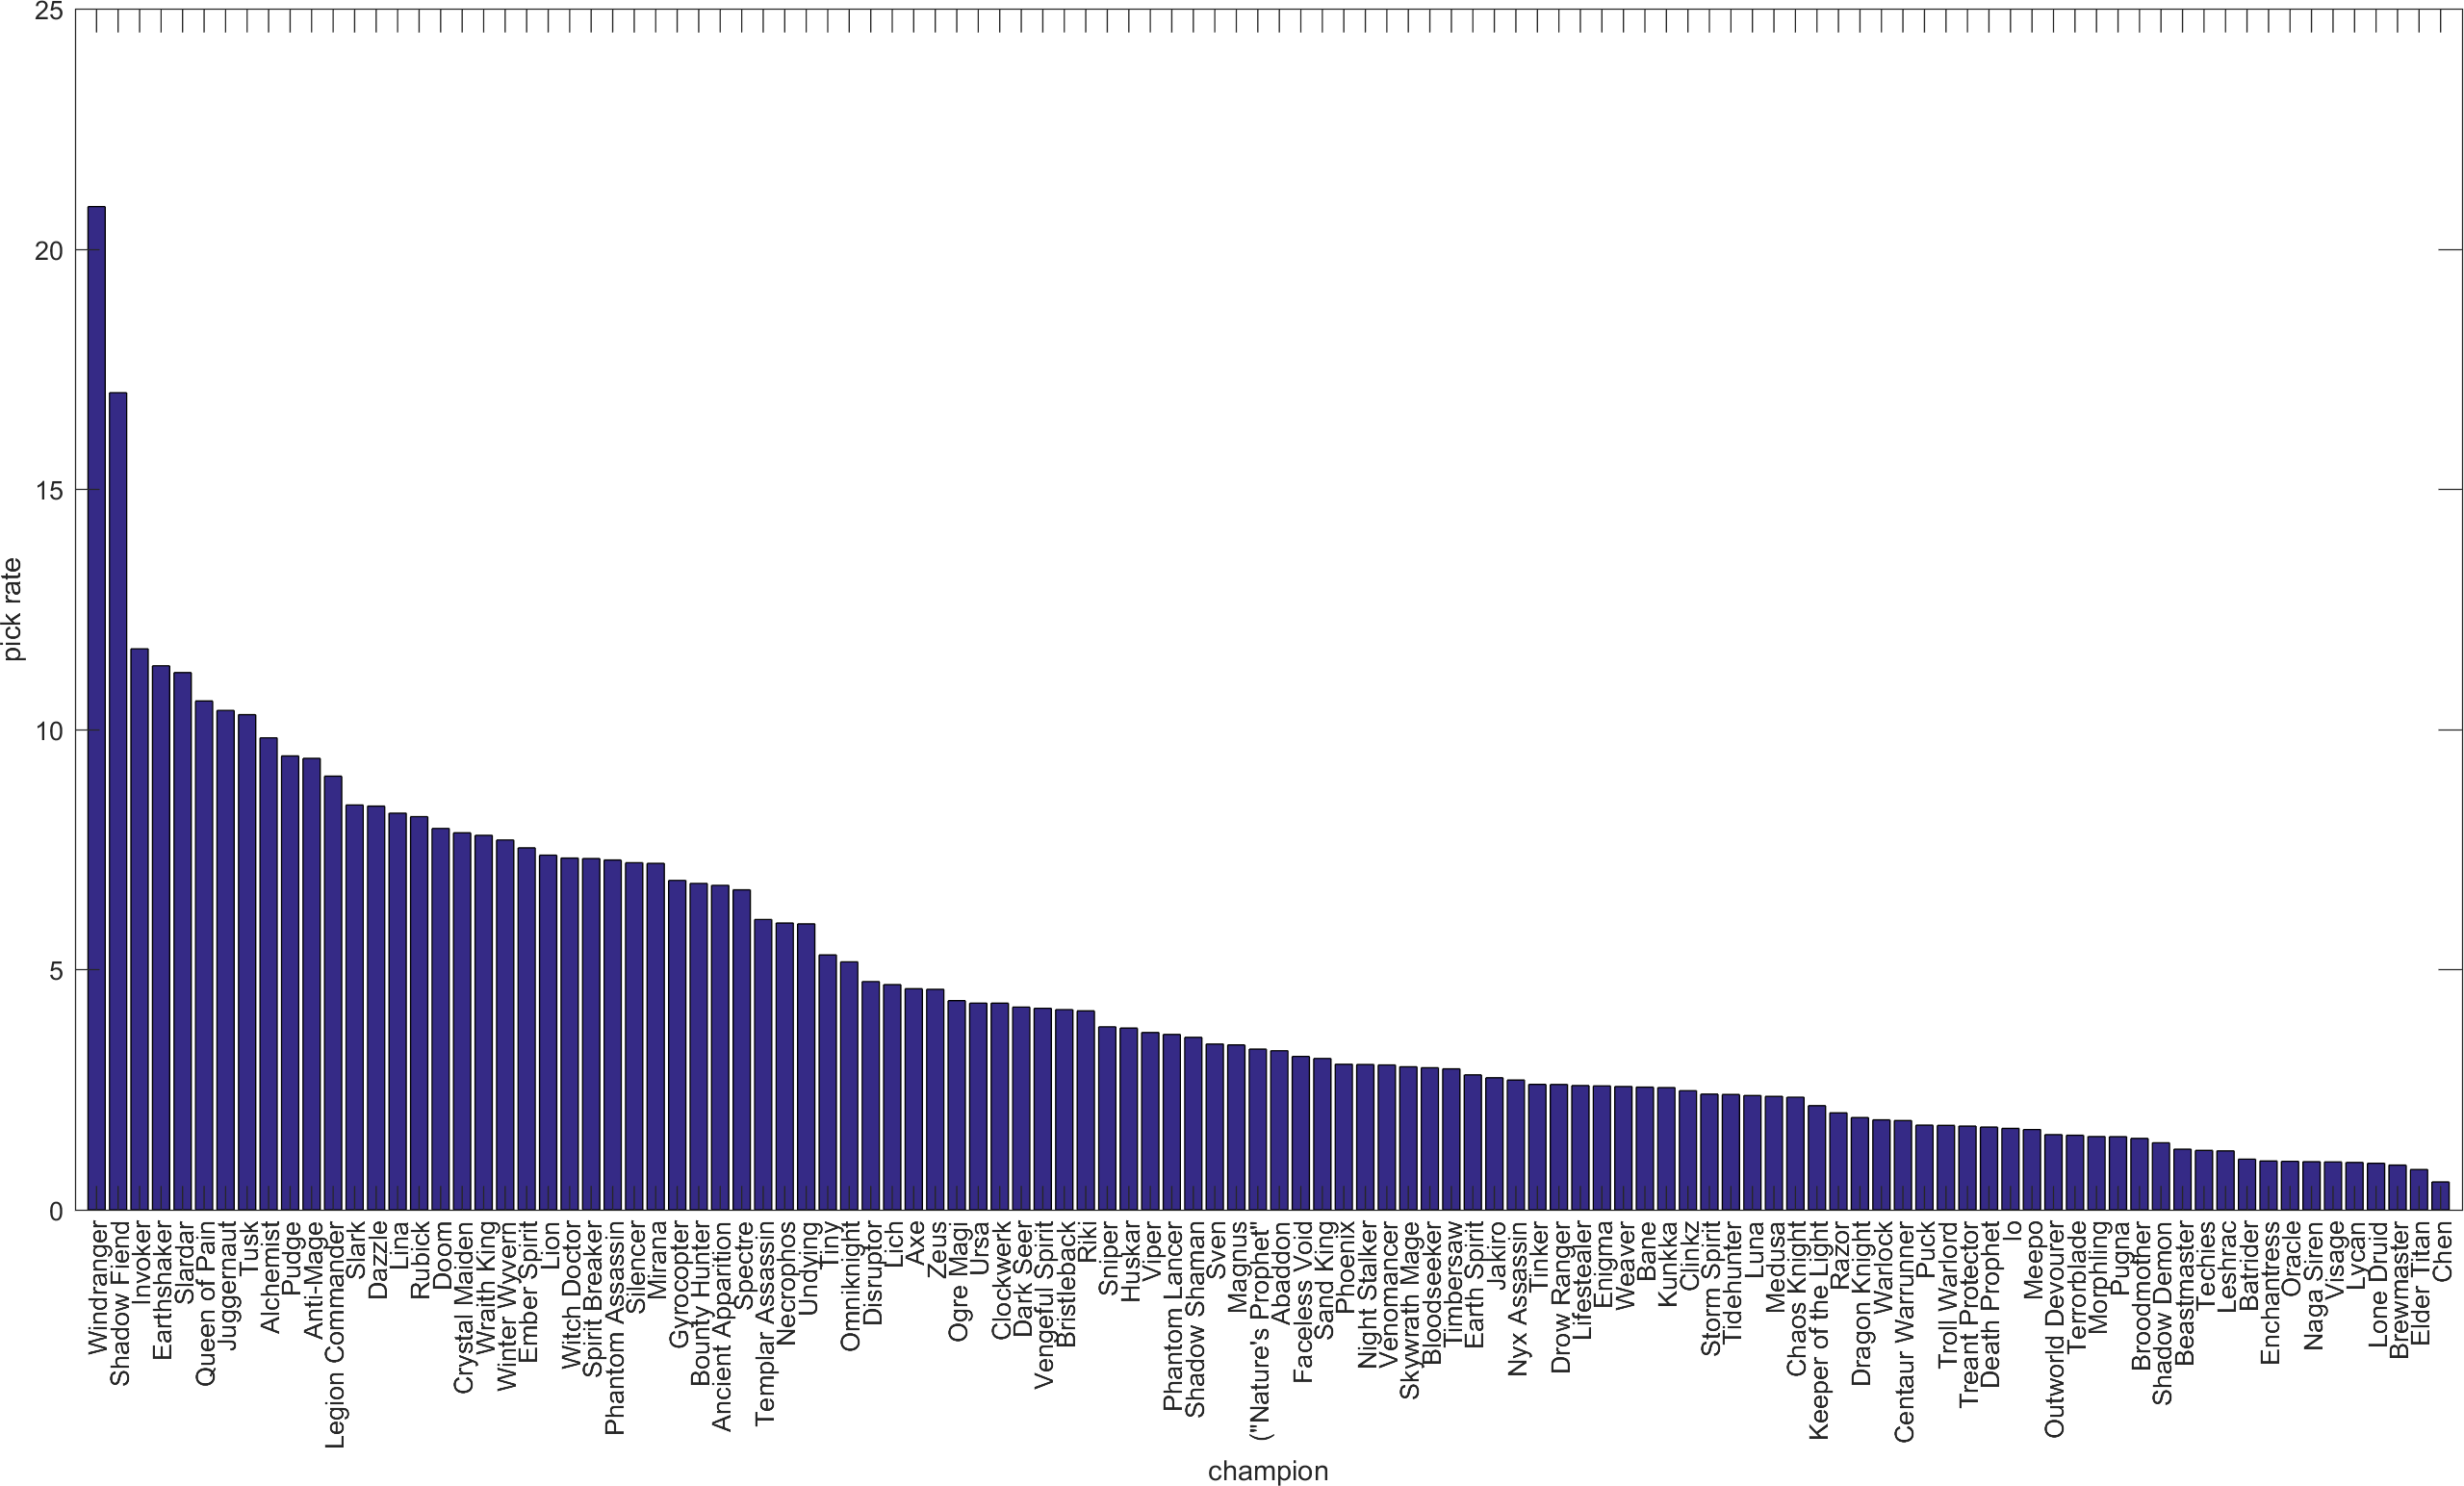 25
20
15
10
5
0
pick rate
Windranger
Shadow Fiend
Invoker
Earthshaker
Slardar
Queen of Pain
Juggernaut
Tusk
Alchemist
Pudge
Anti-Mage
Legion Commander
Slark
Dazzle
Lina
Rubick
Doom
Crystal Maiden
Wraith King
Winter Wyvern
Ember Spirit
Lion
Witch Doctor
Spirit Breaker
Phantom Assassin
Silencer
Mirana
Gyrocopter
Bounty Hunter
Ancient Apparition
Spectre
Templar Assassin
Necrophos
Undying
Tiny
Omniknight
Disruptor
Lich
Axe
Zeus
Ogre Magi
Ursa
Clockwerk
Dark Seer
Vengeful Spirit
Bristleback
Riki
Sniper
Huskar
Viper
Phantom Lancer
Shadow Shaman
Sven
Magnus
(""Nature's Prophet"
Abaddon
Faceless Void
Sand King
Phoenix
Night Stalker
Venomancer
Skywrath Mage
Bloodseeker
Timbersaw
Earth Spirit
Jakiro
Nyx Assassin
Tinker
Drow Ranger
Lifestealer
Enigma
Weaver
Bane
Kunkka
Clinkz
Storm Spirit
Tidehunter
Luna
Medusa
Chaos Knight
Keeper of the Light
Razor
Dragon Knight
Warlock
Centaur Warrunner
Puck
Troll Warlord
Treant Protector
Death Prophet
Io
Meepo
Outworld Devourer
Terrorblade
Morphling
Pugna
Broodmother
Shadow Demon
Beastmaster
Techies
Leshrac
Batrider
Enchantress
Oracle
Naga Siren
Visage
Lycan
Lone Druid
Brewmaster
Elder Titan
Chen
champion